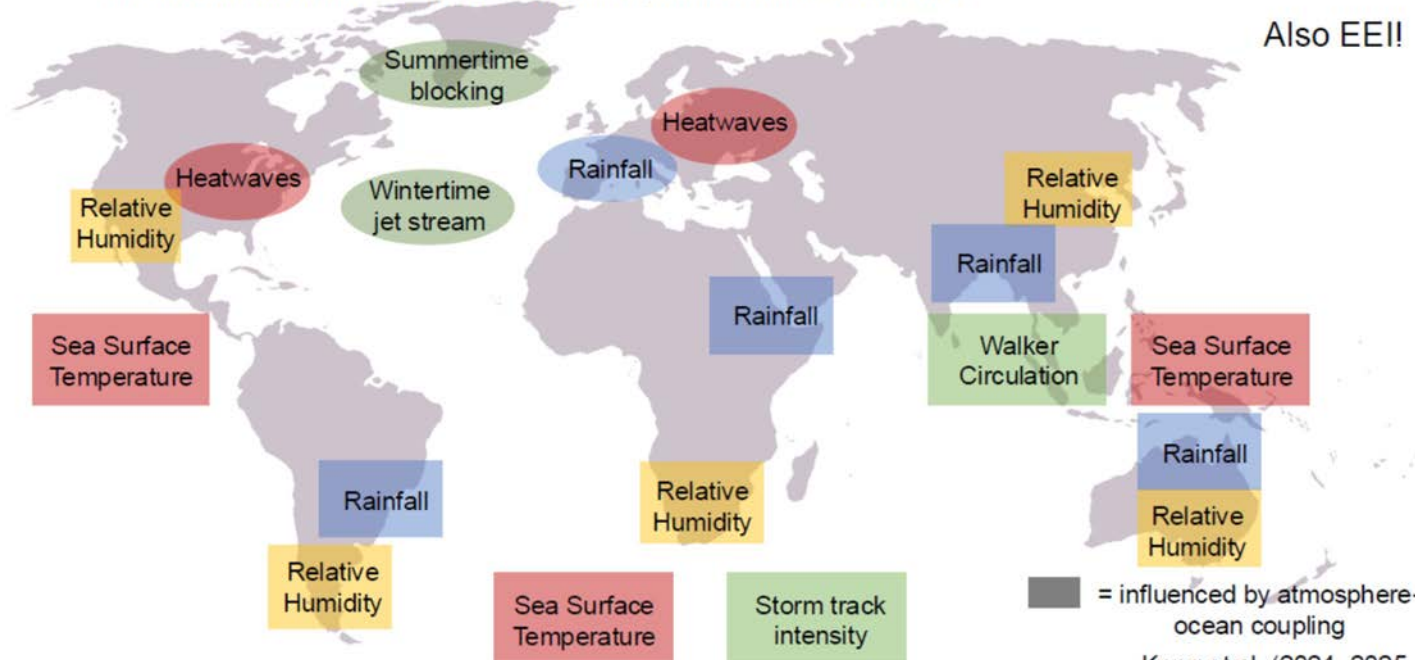 Also EEI!
Summertime
blocking
Heatwaves
Rainfall
Heatwaves
Wintertime
jet stream
Relative
Humidity
Relative
Humidity
Rainfall
Rainfall
Sea Surface
Temperature
Walker
Circulation
Sea Surface
Temperature
Rainfall
Rainfall
Relative
Humidity
Relative
Humidity
Relative
Humidity
Sea Surface
Temperature
Storm track
intensity
= influenced by atmosphere-
ocean coupling